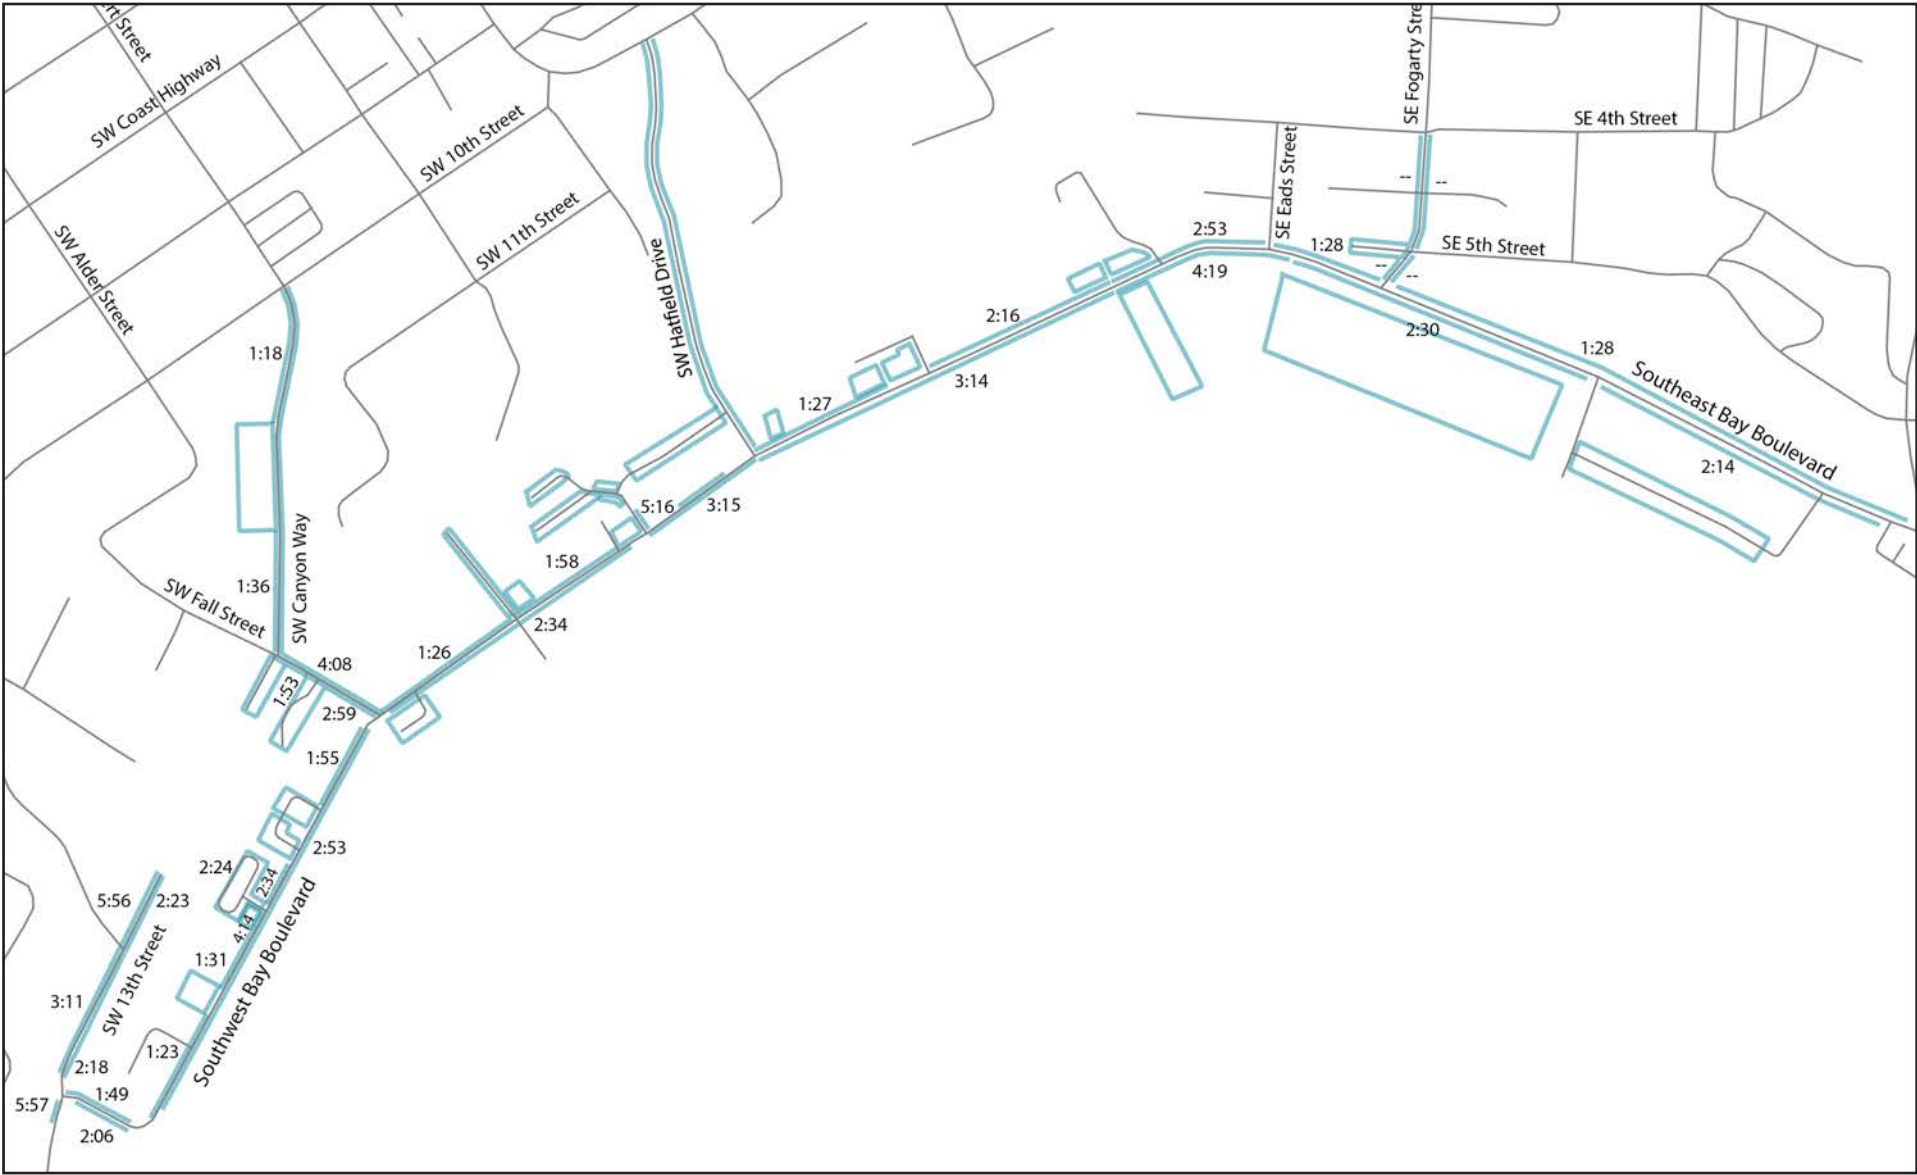 SW Coast Highway
SW 10th Street
SW 11th Street
SW Alder Street
SW Hatfield Drive
SE Fogarty Stre
SE 4th Street
SE Eads Street
SE 5th Street
--
--
--
--
2:53
1:28
4:19
2:16
2:30
1:28
Southeast Bay Boulevard
3:14
1:27
2:14
1:18
5:16
3:15
1:58
SW Canyon Way
1:36
SW Fall Street
2:34
1:26
4:08
1:53
2:59
1:55
2:53
2:24
2:34
4:14
5:56
2:23
SW 13th Street
1:31
Southwest Bay Boulevard
3:11
1:23
2:18
1:49
5:57
2:06